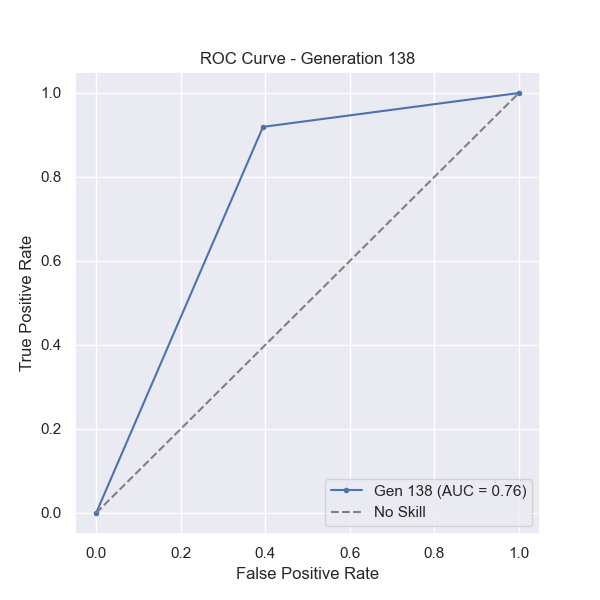 ROC Curve - Generation 138
True Positive Rate
1.0
0.8
0.6
0.4
0.2
0.0
Gen 138 (AUC = 0.76)
No Skill
0.0 0.2 0.4 0.6 0.8 1.0
False Positive Rate